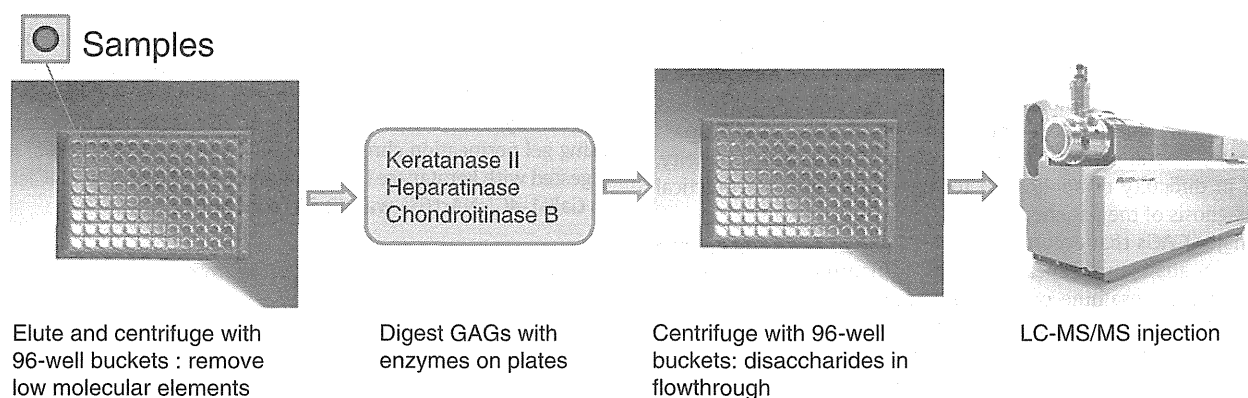 Samples
Keratanase II
Heparatinase
Chondroitinase B
Elute and centrifuge with
96-well buckets : remove
low molecular elements
Digest GAGs with
enzymes on plates
Centrifuge with 96-well
buckets: disaccharides in
flowthrough
LC-MS/MS injection